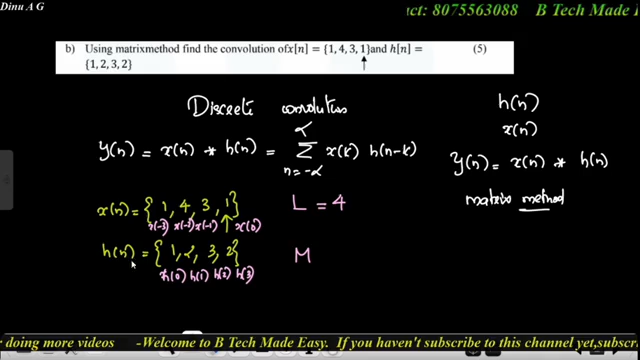 Dinu A G
or : 8075563088 B Tech Made
b) Using matrixmethod find the convolution of x[n] = {1, 4, 3, 1} and h[n] = (5)
{1, 2, 3, 2}
↑
Discrete convolution
y(n) = x(n) * h(n) = ∑ x(k) h(n-k)
∝
n=-∝
x(n) = { 1, 4, 3, 1 }
x(-3) x(-2) x(-1) ↑ x(0)
L = 4
h(n) = { 1, 2, 3, 2 }
h(0) h(1) h(2) h(3)
M
h(n)
x(n)
y(n) = x(n) * h(n)
matrix method
or doing more videos -Welcome to B Tech Made Easy. If you haven't subscribe to this channel yet,subscr